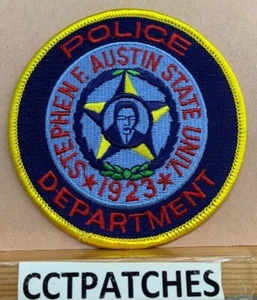 POLICE
STEPHEN F. AUSTIN STATE UNIV.
★ 1923 ★
DEPARTMENT
CCTPATCHES